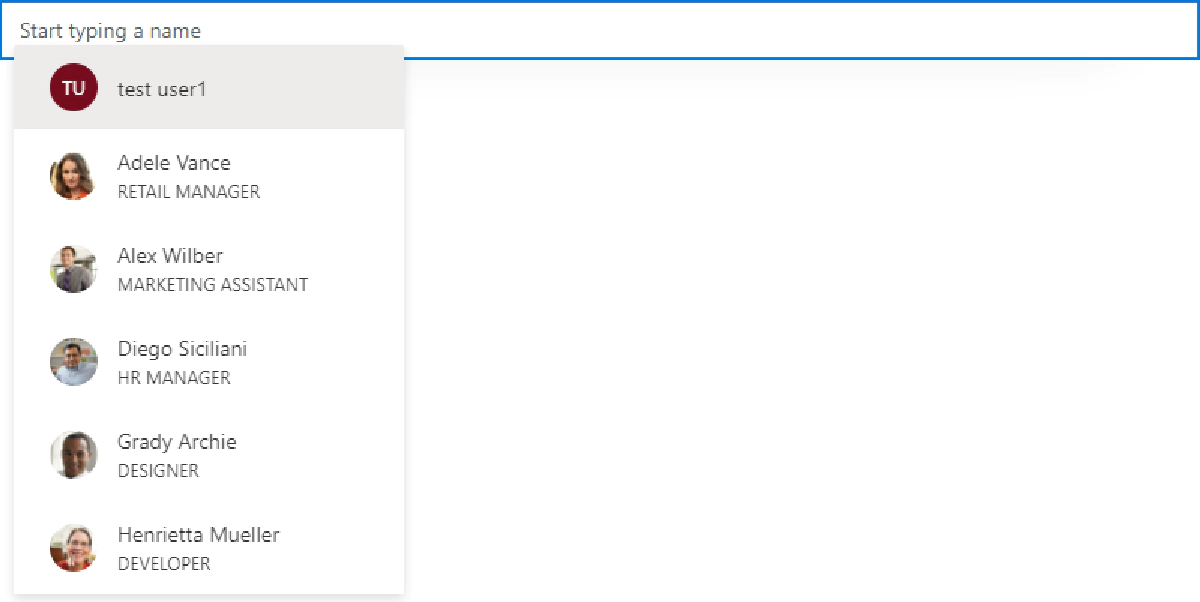 Start typing a name
TU
test user1
Adele Vance
RETAIL MANAGER
Alex Wilber
MARKETING ASSISTANT
Diego Siciliani
HR MANAGER
Grady Archie
DESIGNER
Henrietta Mueller
DEVELOPER